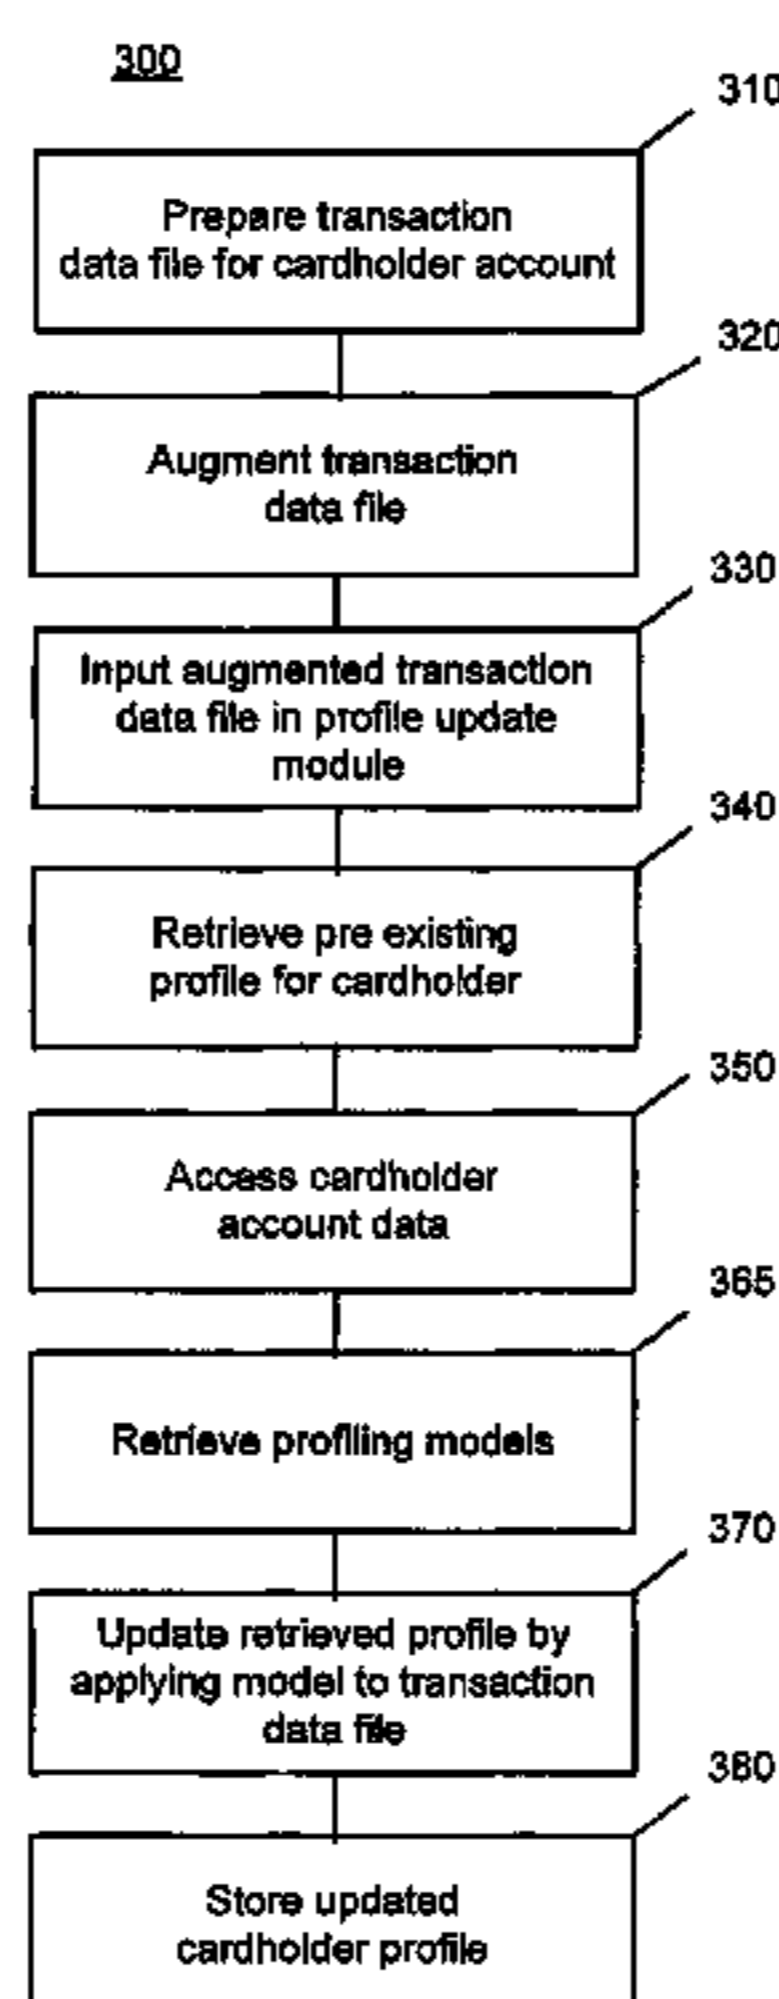 300
310
Prepare transaction
data file for cardholder account
320
Augment transaction
data file
330
Input augmented transaction
data file in profile update
module
340
Retrieve pre existing
profile for cardholder
350
Access cardholder
account data
365
Retrieve profiling models
370
Update retrieved profile by
applying model to transaction
data file
380
Store updated
cardholder profile